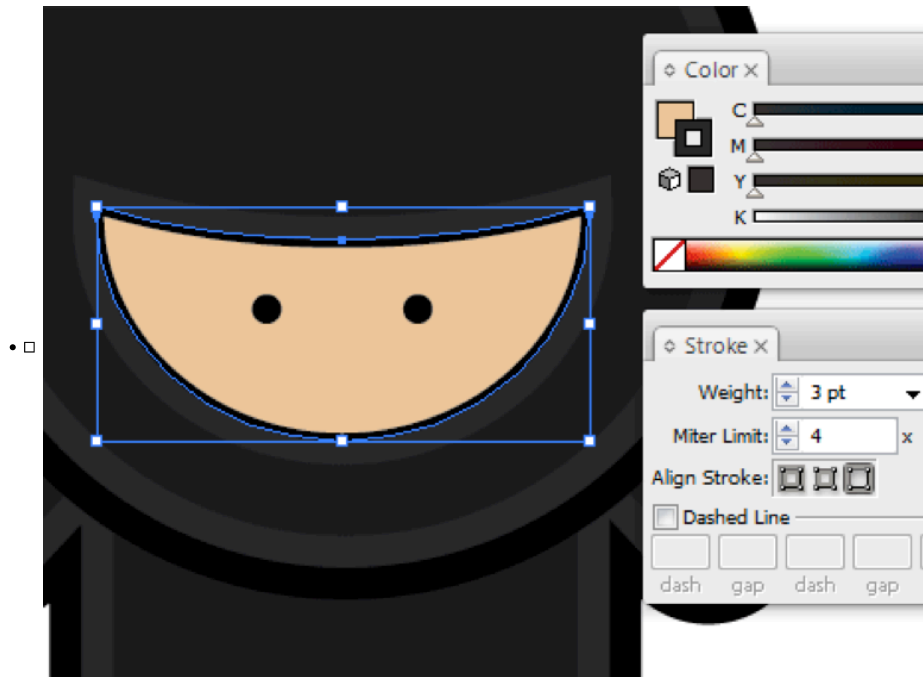 Color
C
M
Y
K
Stroke
Weight: 3 pt
Miter Limit: 4 x
Align Stroke:
Dashed Line
dash gap dash gap